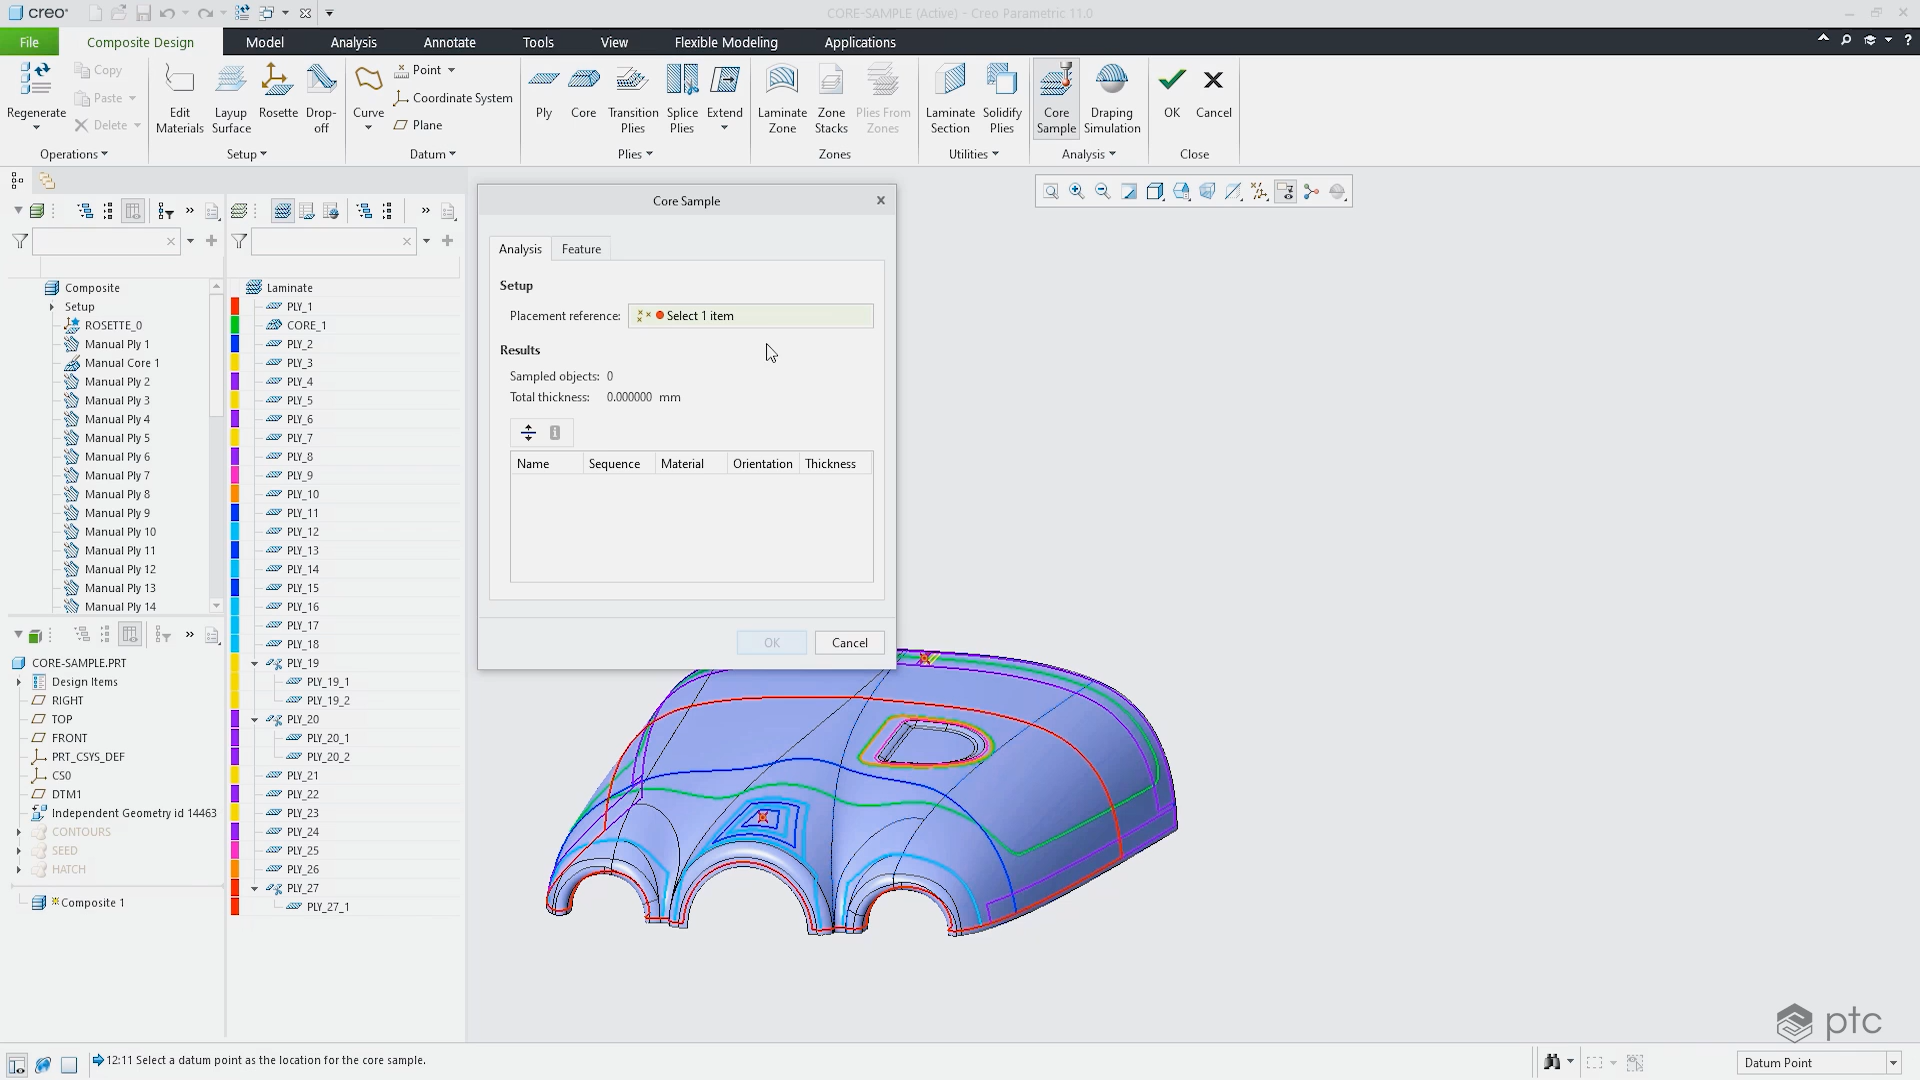 creo
CORE-SAMPLE (Active) - Creo Parametric 11.0
File
Composite Design
Model
Analysis
Annotate
Tools
View
Flexible Modeling
Applications
Regenerate
Copy
Paste
Delete
Edit Materials
Layup Surface
Rosette
Drop-off
Curve
Point
Coordinate System
Plane
Ply
Core
Transition Plies
Splice Plies
Extend
Laminate Zone
Zone Stacks
Plies From Zones
Laminate Section
Solidify Plies
Core Sample
Draping Simulation
OK
Cancel
Operations
Setup
Datum
Plies
Zones
Utilities
Analysis
Close
Composite
Setup
ROSETTE_0
Manual Ply 1
Manual Core 1
Manual Ply 2
Manual Ply 3
Manual Ply 4
Manual Ply 5
Manual Ply 6
Manual Ply 7
Manual Ply 8
Manual Ply 9
Manual Ply 10
Manual Ply 11
Manual Ply 12
Manual Ply 13
Manual Ply 14
CORE-SAMPLE.PRT
Design Items
RIGHT
TOP
FRONT
PRT_CSYS_DEF
CS0
DTM1
Independent Geometry id 14463
CONTOURS
SEED
HATCH
Composite 1
Laminate
PLY_1
CORE_1
PLY_2
PLY_3
PLY_4
PLY_5
PLY_6
PLY_7
PLY_8
PLY_9
PLY_10
PLY_11
PLY_12
PLY_13
PLY_14
PLY_15
PLY_16
PLY_17
PLY_18
PLY_19
PLY_19_1
PLY_19_2
PLY_20
PLY_20_1
PLY_20_2
PLY_21
PLY_22
PLY_23
PLY_24
PLY_25
PLY_26
PLY_27
PLY_27_1
Core Sample
Analysis
Feature
Setup
Placement reference: Select 1 item
Results
Sampled objects: 0
Total thickness: 0.000000 mm
Name Sequence Material Orientation Thickness
OK
Cancel
ptc
12:11 Select a datum point as the location for the core sample.
Datum Point